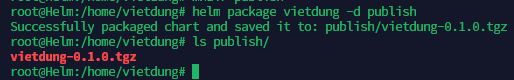 root@Helm:/home/vietdung# helm package vietdung -d publish
Successfully packaged chart and saved it to: publish/vietdung-0.1.0.tgz
root@Helm:/home/vietdung# ls publish/
vietdung-0.1.0.tgz
root@Helm:/home/vietdung#